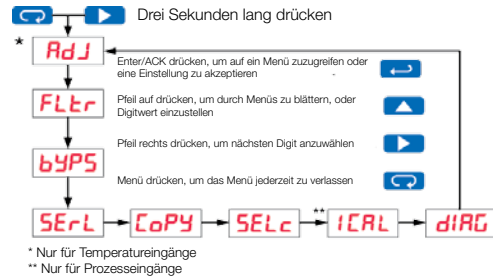 Drei Sekunden lang drücken
* AdJ
Enter/ACK drücken, um auf ein Menü zuzugreifen oder
eine Einstellung zu akzeptieren
FLtr
Pfeil auf drücken, um durch Menüs zu blättern, oder
Digitwert einzustellen
bYPS
Pfeil rechts drücken, um nächsten Digit anzuwählen
Menü drücken, um das Menü jederzeit zu verlassen
SErL CoPY SELc ** ICAL dIAG
* Nur für Temperatureingänge
** Nur für Prozesseingänge